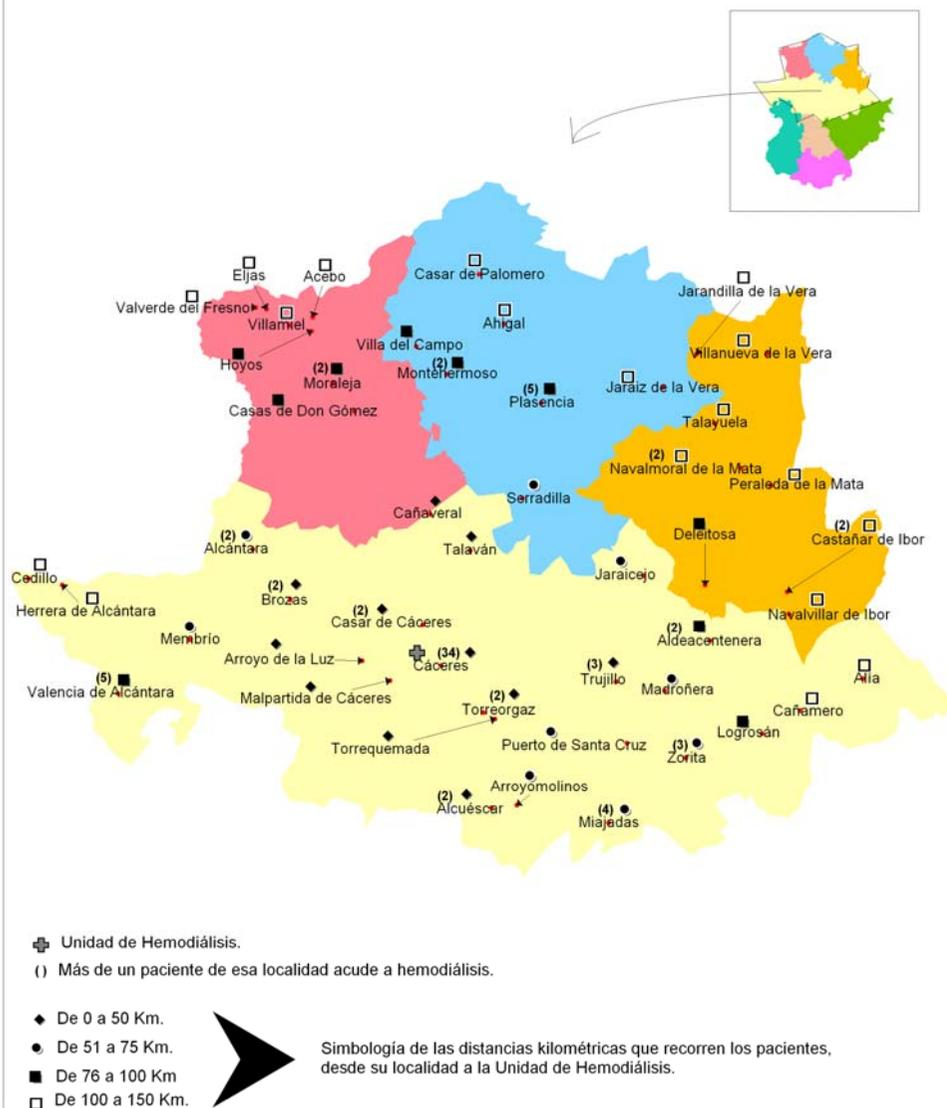 Casar de Palomero
Eljas
Acebo
Jarandilla de la Vera
Valverde del Fresno
Villamiel
Ahigal
Villa del Campo
Villanueva de la Vera
Hoyos
(2)
Moraleja
(2)
Montehermoso
(5)
Plasencia
Jaraiz de la Vera
Casas de Don Gómez
Talayuela
(2)
Navalmoral de la Mata
Peraleda de la Mata
Serradilla
Cañaveral
Deleitosa
(2)
Castañar de Ibor
(2)
Alcántara
Talaván
Jaraicejo
Cedillo
Herrera de Alcántara
(2)
Brozas
(2)
Casar de Cáceres
Navalvillar de Ibor
Membrío
(2)
Aldeacentenera
Arroyo de la Luz
(34)
Cáceres
(3)
Trujillo
Madroñera
Alia
(5)
Valencia de Alcántara
Malpartida de Cáceres
(2)
Torreorgaz
Cañamero
Logrosán
Torrequemada
Puerto de Santa Cruz
(3)
Zorita
Arroyomolinos
(2)
Alcuéscar
(4)
Miajadas
Unidad de Hemodiálisis.
() Más de un paciente de esa localidad acude a hemodiálisis.
De 0 a 50 Km.
De 51 a 75 Km.
De 76 a 100 Km
De 100 a 150 Km.
Simbología de las distancias kilométricas que recorren los pacientes,
desde su localidad a la Unidad de Hemodiálisis.